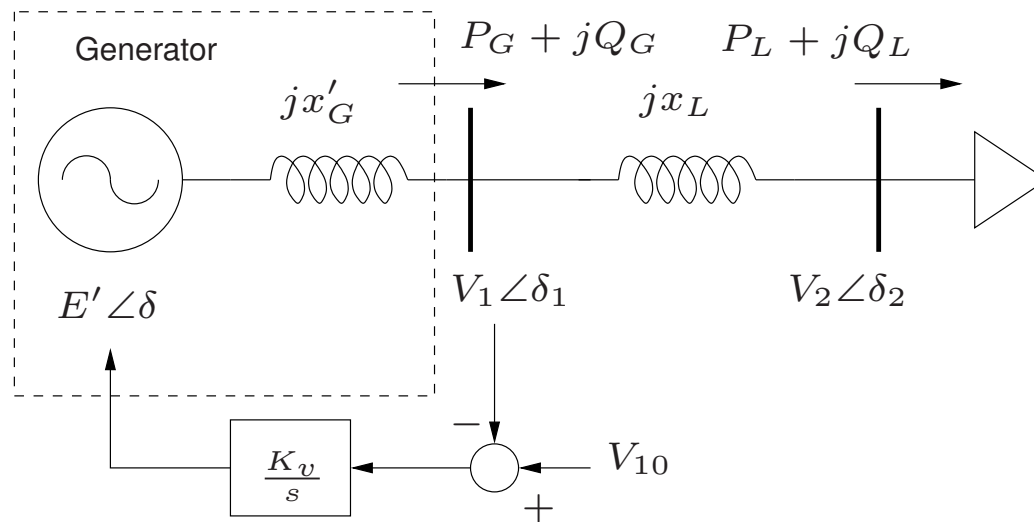 Generator
P_G + jQ_G
P_L + jQ_L
jx'_G
jx_L
E'∠δ
V_1∠δ_1
V_2∠δ_2
−
K_v/s
V_10
+